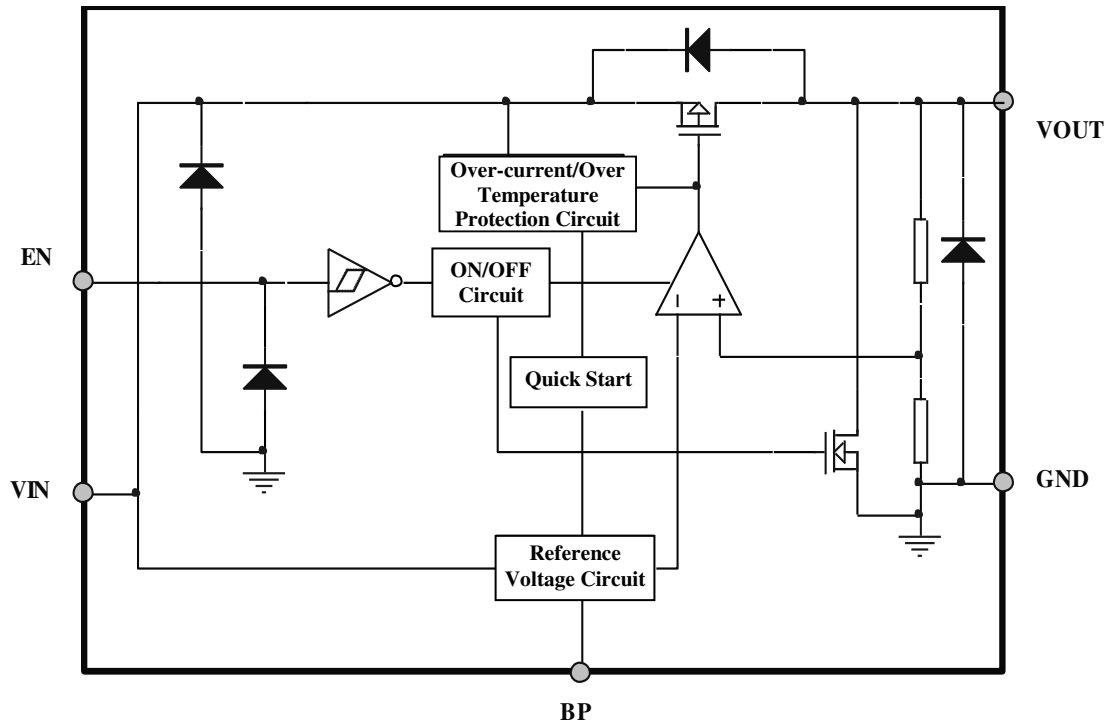 VOUT
Over-current/Over
Temperature
Protection Circuit
EN
ON/OFF
Circuit
Quick Start
VIN
GND
Reference
Voltage Circuit
BP